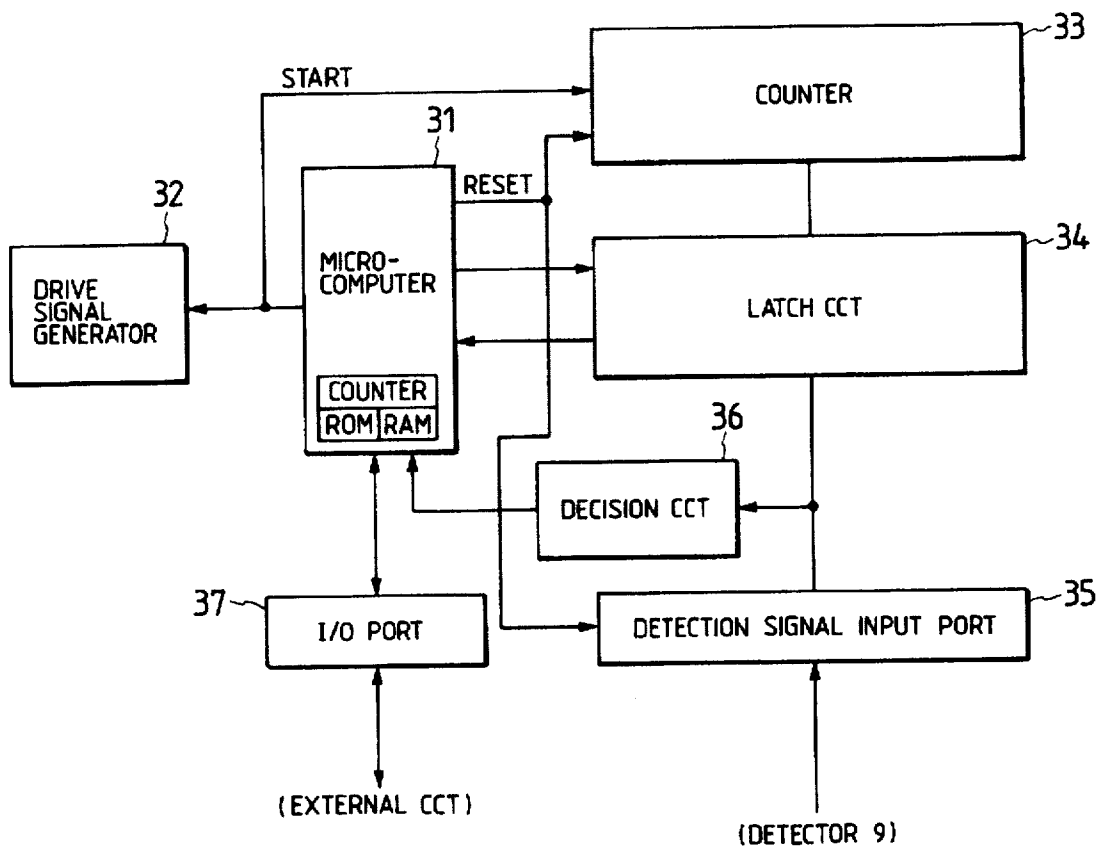 33
START
COUNTER
31
RESET
32
34
DRIVE
SIGNAL
GENERATOR
MICRO-
COMPUTER
LATCH CCT
COUNTER
ROM RAM
36
DECISION CCT
37
35
I/O PORT
DETECTION SIGNAL INPUT PORT
(EXTERNAL CCT)
(DETECTOR 9)